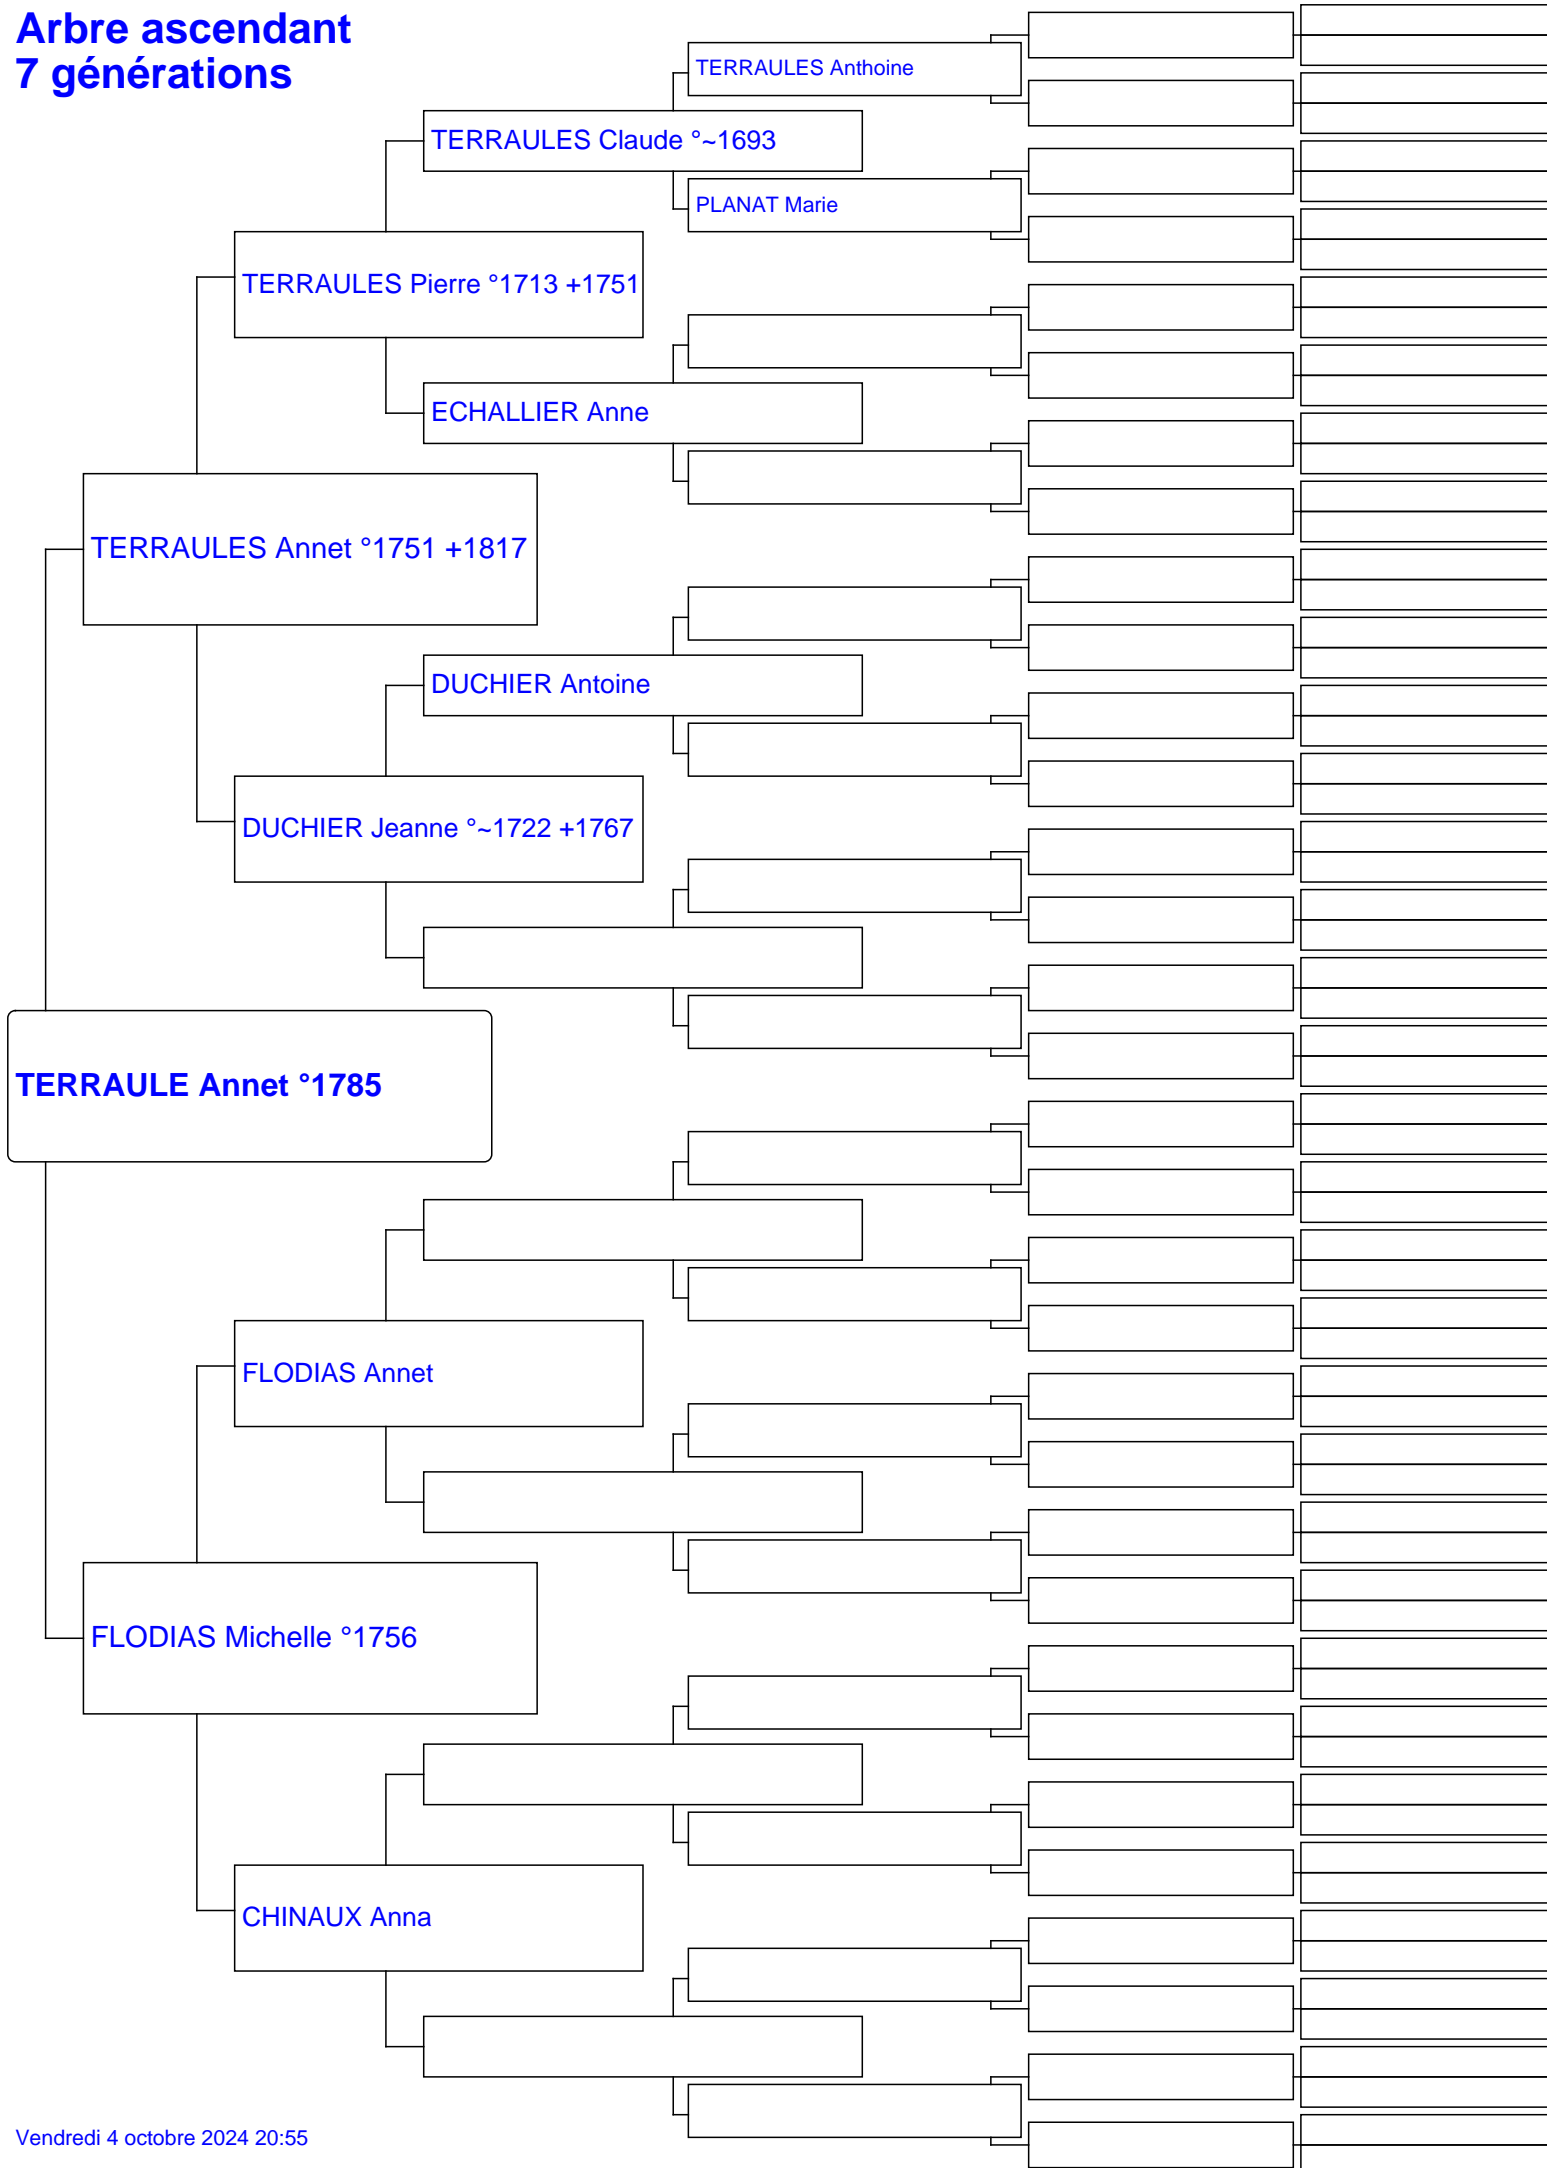 Arbre ascendant
7 générations
TERRAULES Anthoine
TERRAULES Claude °~1693
PLANAT Marie
TERRAULES Pierre °1713 +1751
ECHALLIER Anne
TERRAULES Annet °1751 +1817
DUCHIER Antoine
DUCHIER Jeanne °~1722 +1767
TERRAULE Annet °1785
FLODIAS Annet
FLODIAS Michelle °1756
CHINAUX Anna
Vendredi 4 octobre 2024 20:55